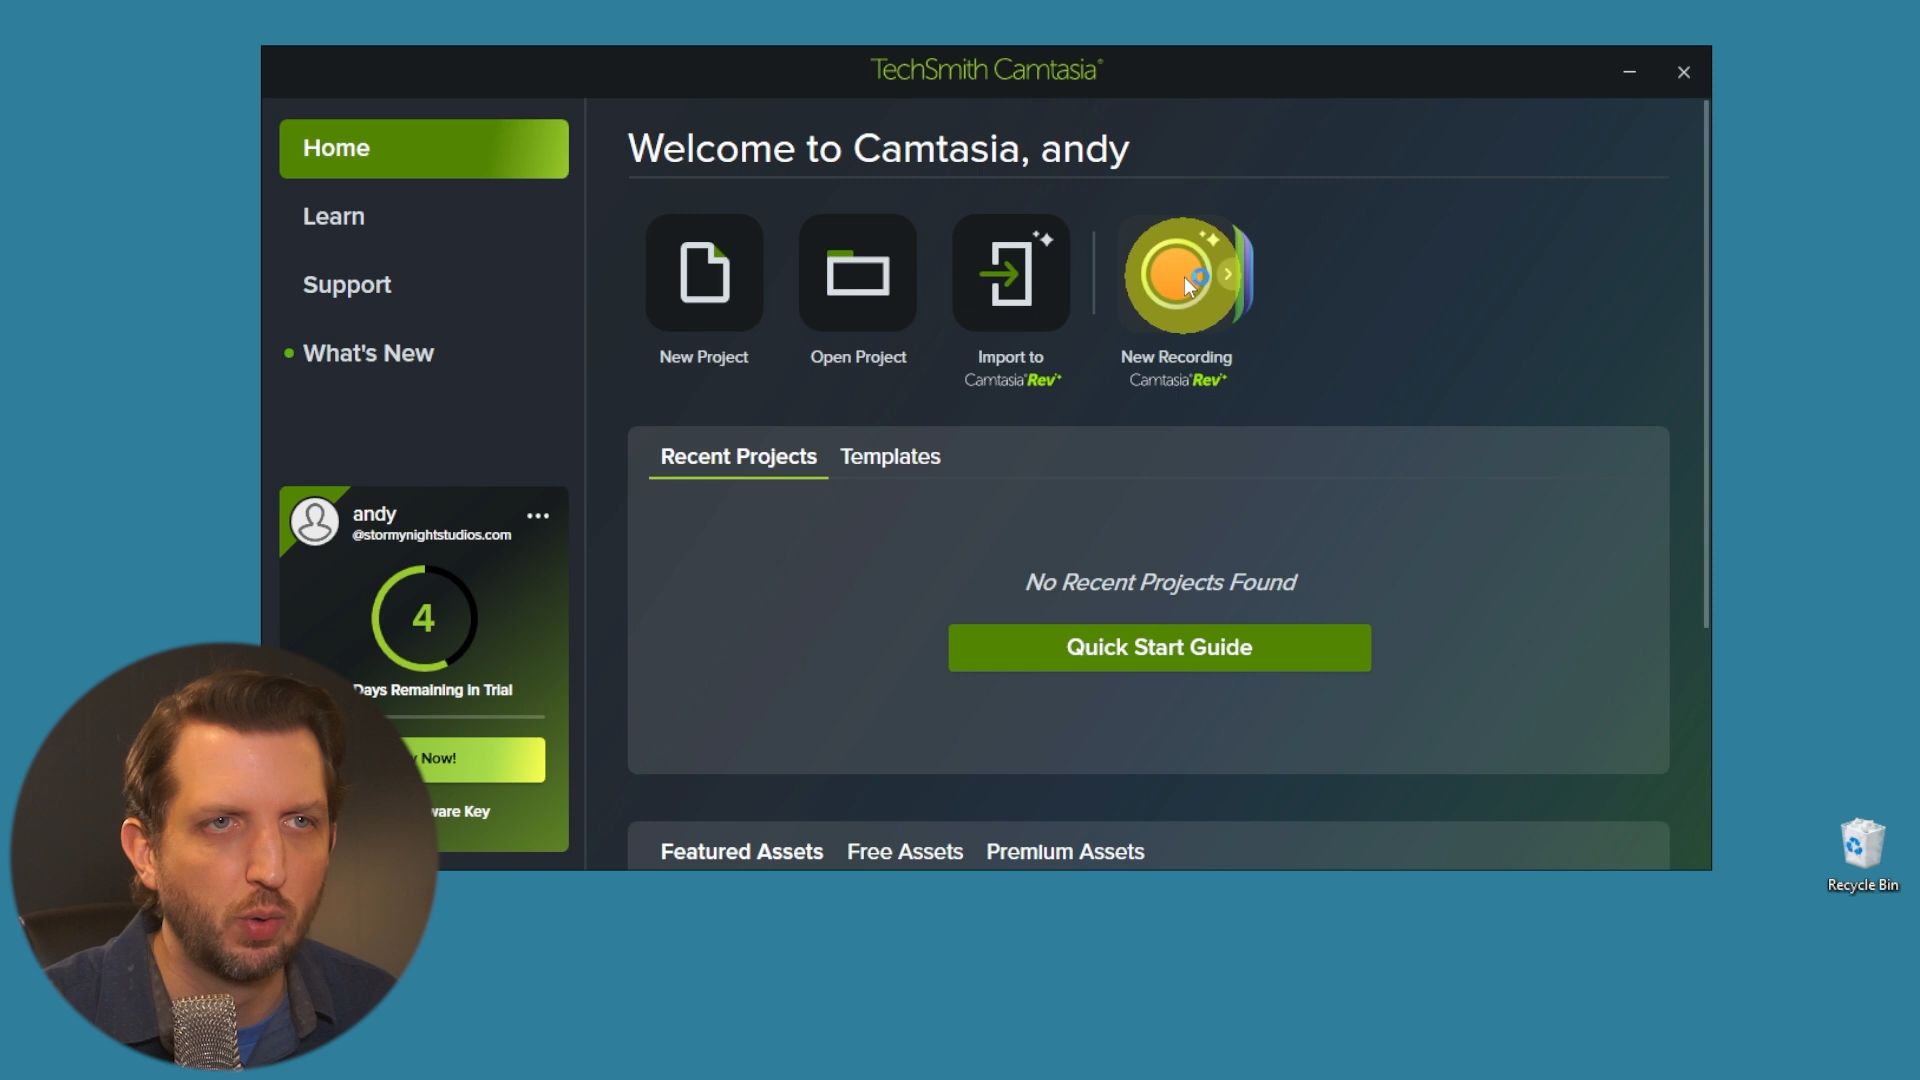 TechSmith Camtasia®
Home
Learn
Support
What's New
Welcome to Camtasia, andy
New Project
Open Project
Import to
Camtasia® Rev
New Recording
Camtasia® Rev
Recent Projects Templates
No Recent Projects Found
Quick Start Guide
andy
@stormynightstudios.com
4
Days Remaining in Trial
Now!
Key
Featured Assets Free Assets Premium Assets
Recycle Bin